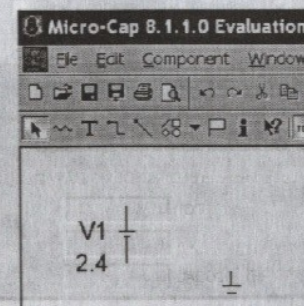 Micro-Cap 8.1.1.0 Evaluation
File Edit Component Window
T
i
V1
2.4